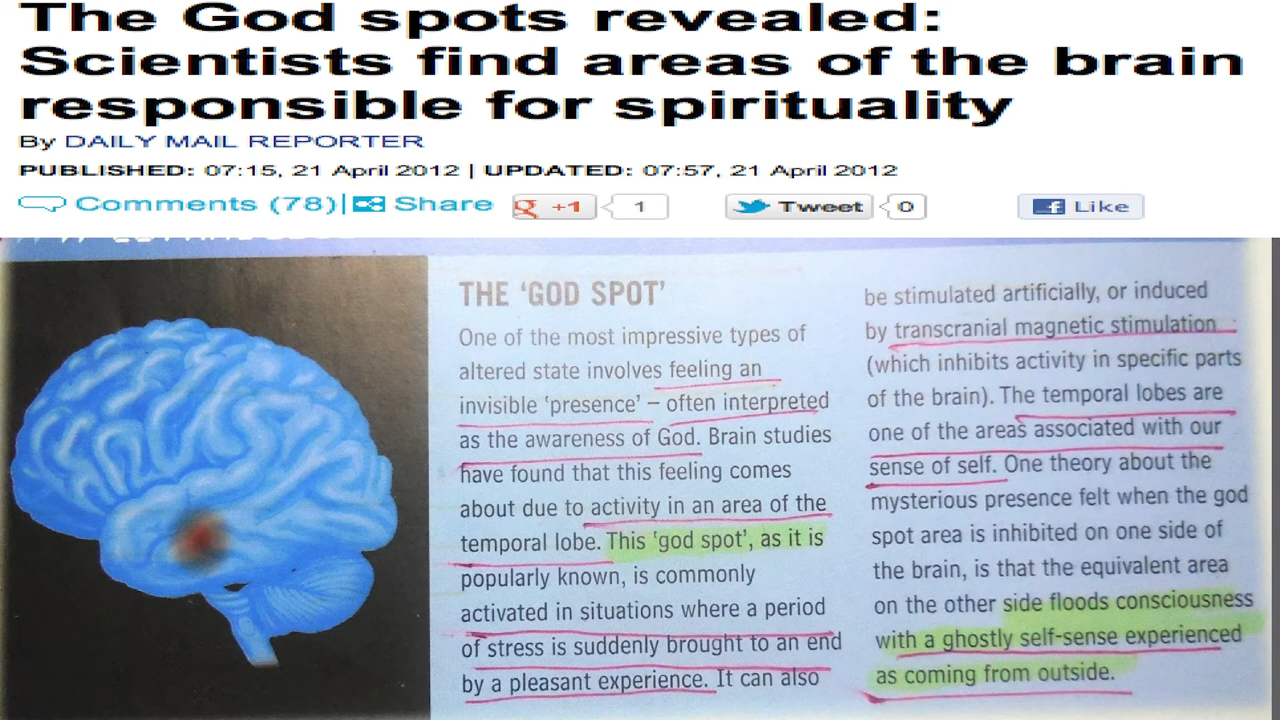 The God spots revealed:
Scientists find areas of the brain
responsible for spirituality
By DAILY MAIL REPORTER
PUBLISHED: 07:15, 21 April 2012 | UPDATED: 07:57, 21 April 2012
Comments (78)| Share +1 1 Tweet 0 Like
THE ‘GOD SPOT’
One of the most impressive types of
altered state involves feeling an
invisible ‘presence’ – often interpreted
as the awareness of God. Brain studies
have found that this feeling comes
about due to activity in an area of the
temporal lobe. This ‘god spot’, as it is
popularly known, is commonly
activated in situations where a period
of stress is suddenly brought to an end
by a pleasant experience. It can also
be stimulated artificially, or induced
by transcranial magnetic stimulation
(which inhibits activity in specific parts
of the brain). The temporal lobes are
one of the areas associated with our
sense of self. One theory about the
mysterious presence felt when the god
spot area is inhibited on one side of
the brain, is that the equivalent area
on the other side floods consciousness
with a ghostly self-sense experienced
as coming from outside.